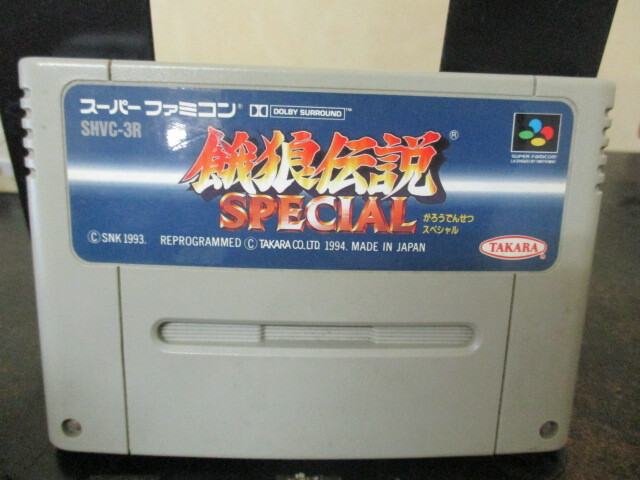 スーパーファミコン® DOLBY SURROUND™
SHVC-3R
餓狼伝説®
SPECIAL
がろうでんせつ
スペシャル
SUPER FAMICOM
© SNK 1993. REPROGRAMMED © TAKARA CO.,LTD. 1994. MADE IN JAPAN
TAKARA®